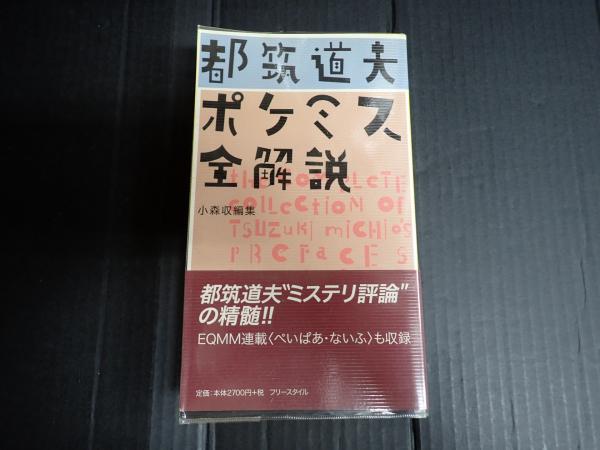 都筑道夫
ポケミス
全解説
the COMPLETE
COLLECTION OF
TSUZUKI MICHIO'S
PREFACES
小森収編集
都筑道夫"ミステリ評論"
の精髄!!
EQMM連載〈ぺいぱあ・ないふ〉も収録
定価:本体2700円+税 フリースタイル